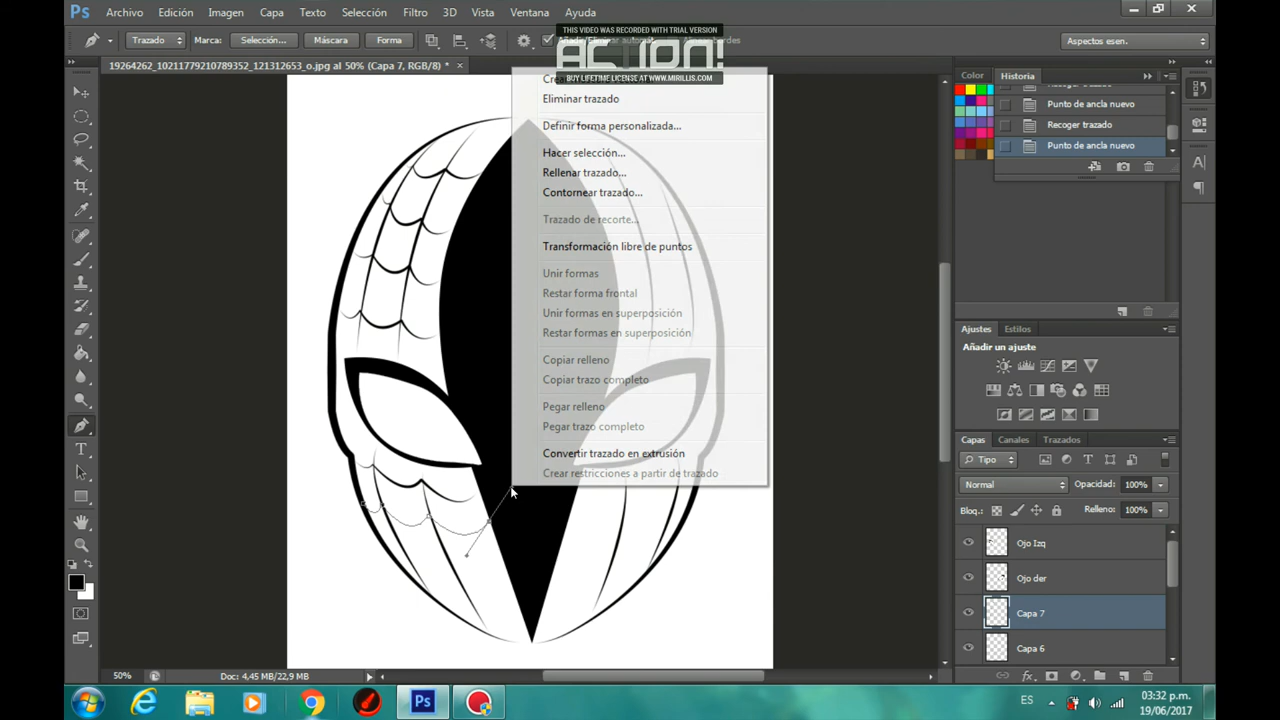 Ps Archivo Edición Imagen Capa Texto Selección Filtro 3D Vista Ventana Ayuda
THIS VIDEO WAS RECORDED WITH TRIAL VERSION
ACTION!
BUY LIFETIME LICENSE AT WWW.MIRILLIS.COM
Trazado Marca: Selección... Máscara Forma Aspectos esen.
19264262_10211779210789352_121312653_o.jpg al 50% (Capa 7, RGB/8) *
Eliminar trazado
Definir forma personalizada...
Hacer selección...
Rellenar trazado...
Contornear trazado...
Trazado de recorte...
Transformación libre de puntos
Unir formas
Restar forma frontal
Unir formas en superposición
Restar formas en superposición
Copiar relleno
Copiar trazo completo
Pegar relleno
Pegar trazo completo
Convertir trazado en extrusión
Crear restricciones a partir de trazado
Color Historia
Recoger trazado
Punto de ancla nuevo
Recoger trazado
Punto de ancla nuevo
Ajustes Estilos
Añadir un ajuste
Capas Canales Trazados
Tipo
Normal Opacidad: 100%
Bloq.: Relleno: 100%
Ojo Izq
Ojo der
Capa 7
Capa 6
50% Doc: 4,45 MB/22,9 MB
Ps ES 03:32 p.m.
19/06/2017